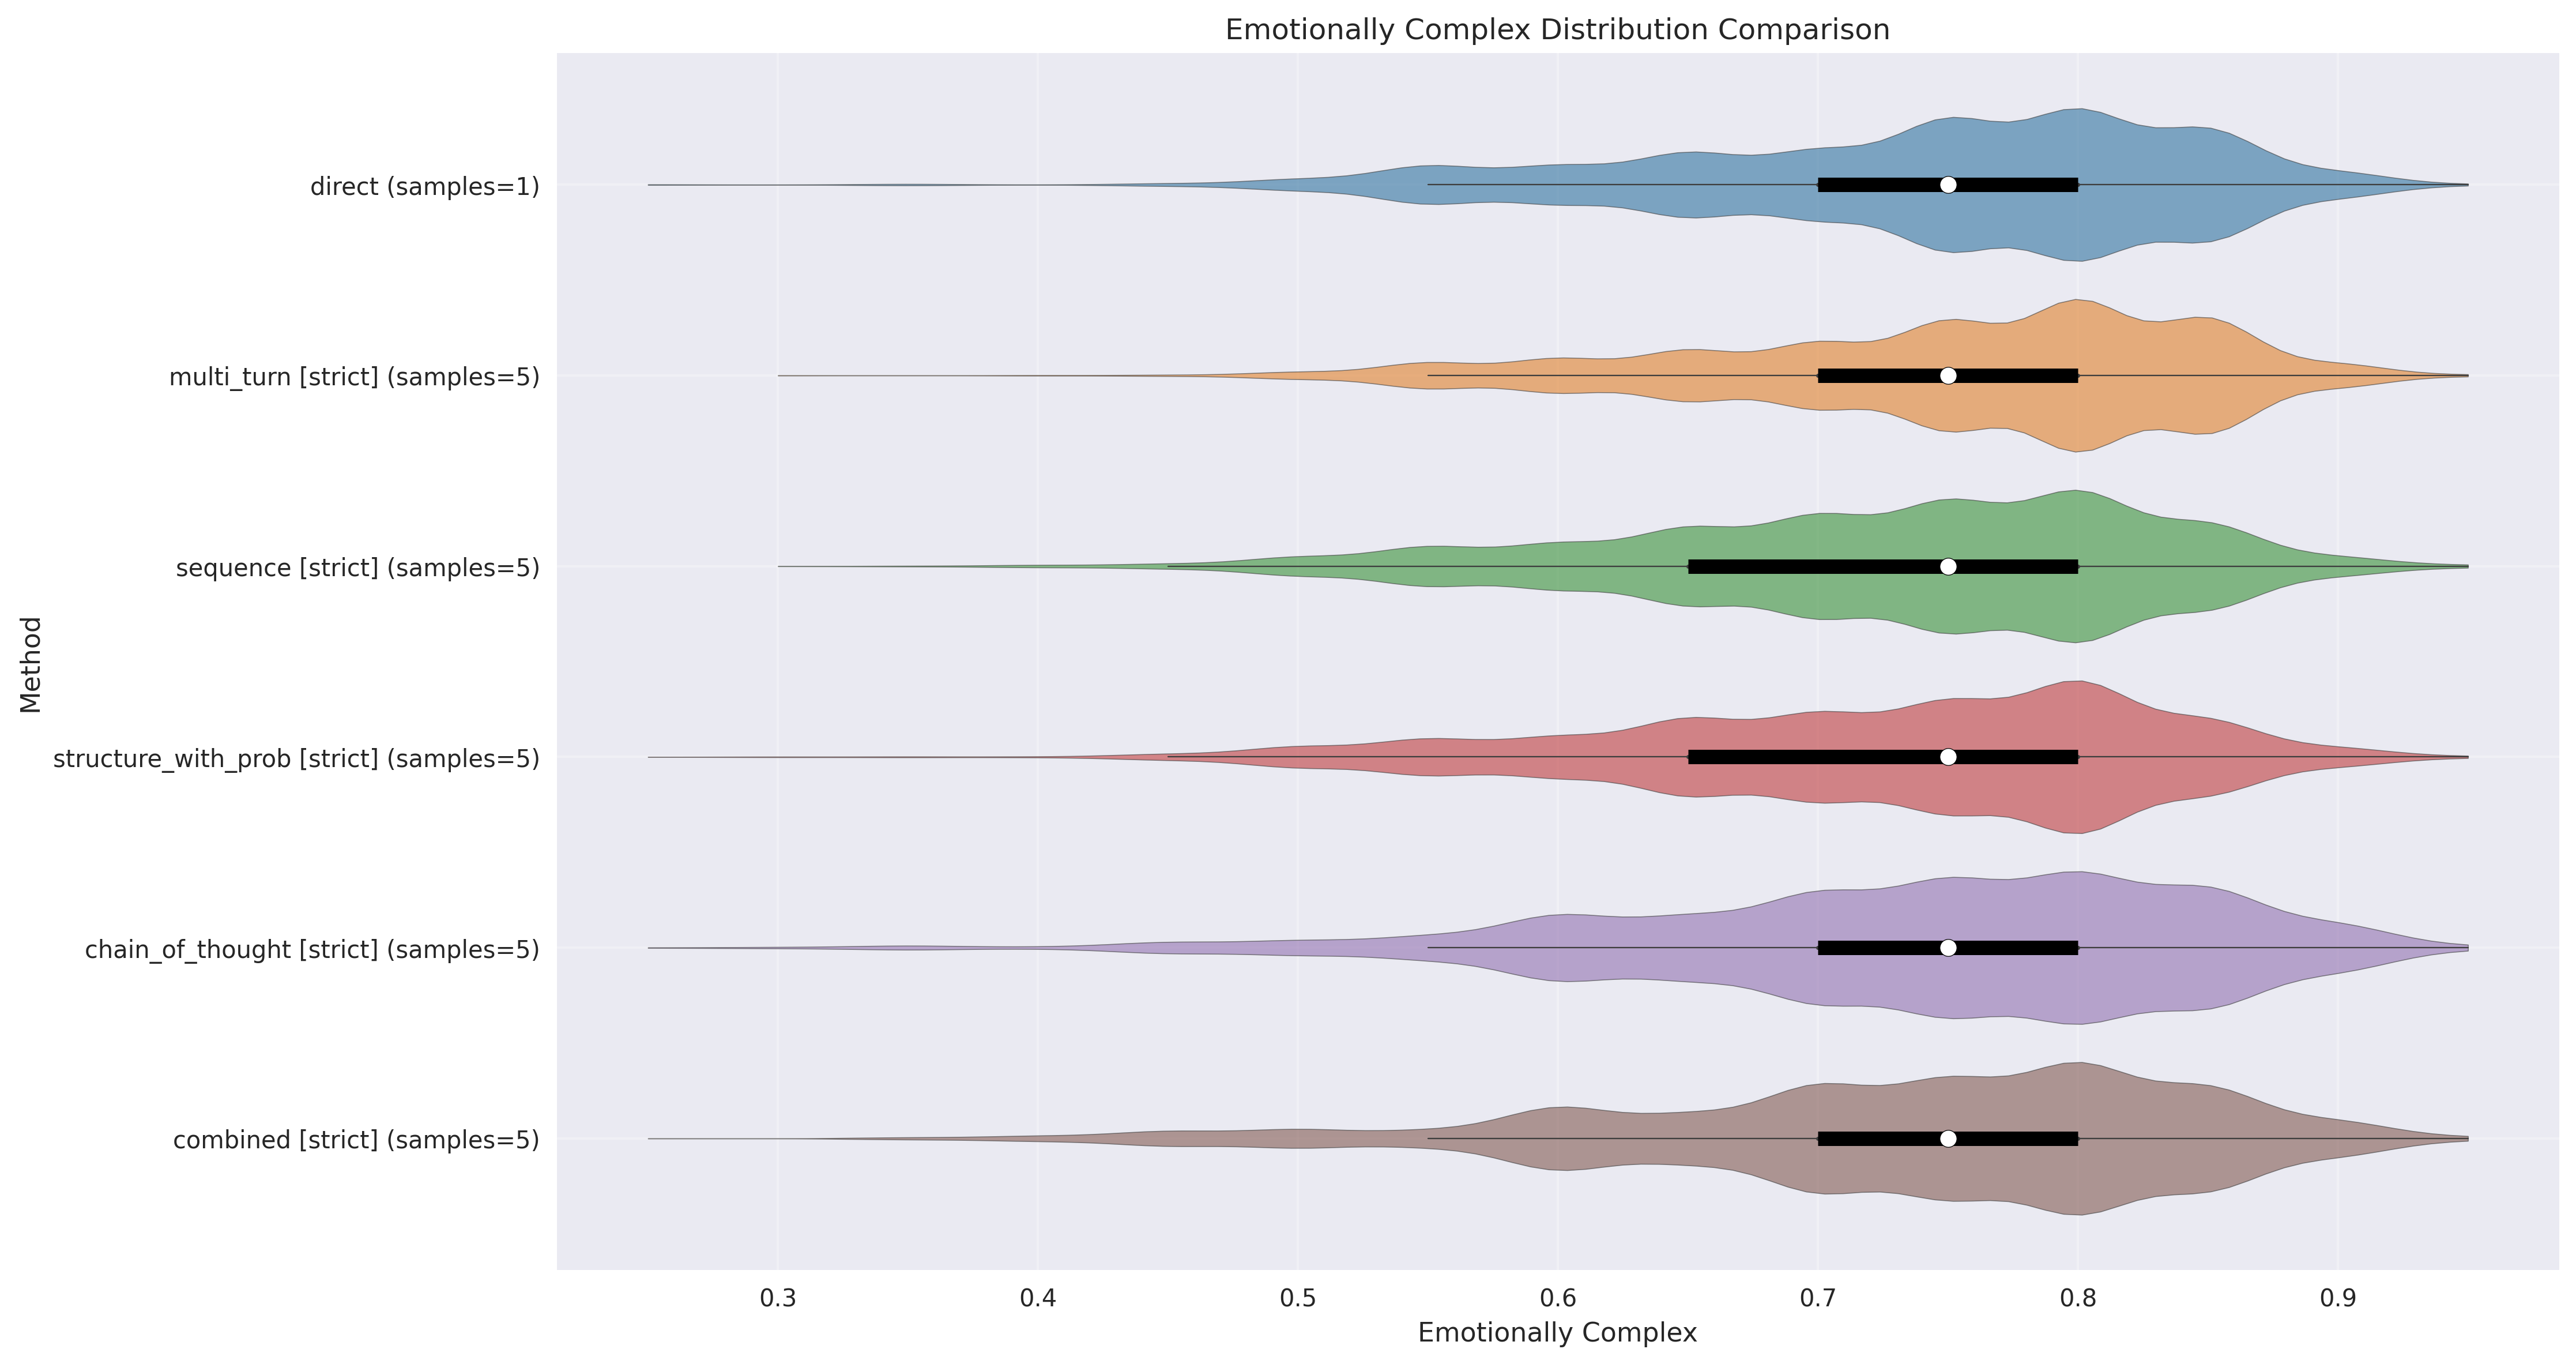 Emotionally Complex Distribution Comparison
Method
direct (samples=1)
multi_turn [strict] (samples=5)
sequence [strict] (samples=5)
structure_with_prob [strict] (samples=5)
chain_of_thought [strict] (samples=5)
combined [strict] (samples=5)
0.3 0.4 0.5 0.6 0.7 0.8 0.9
Emotionally Complex